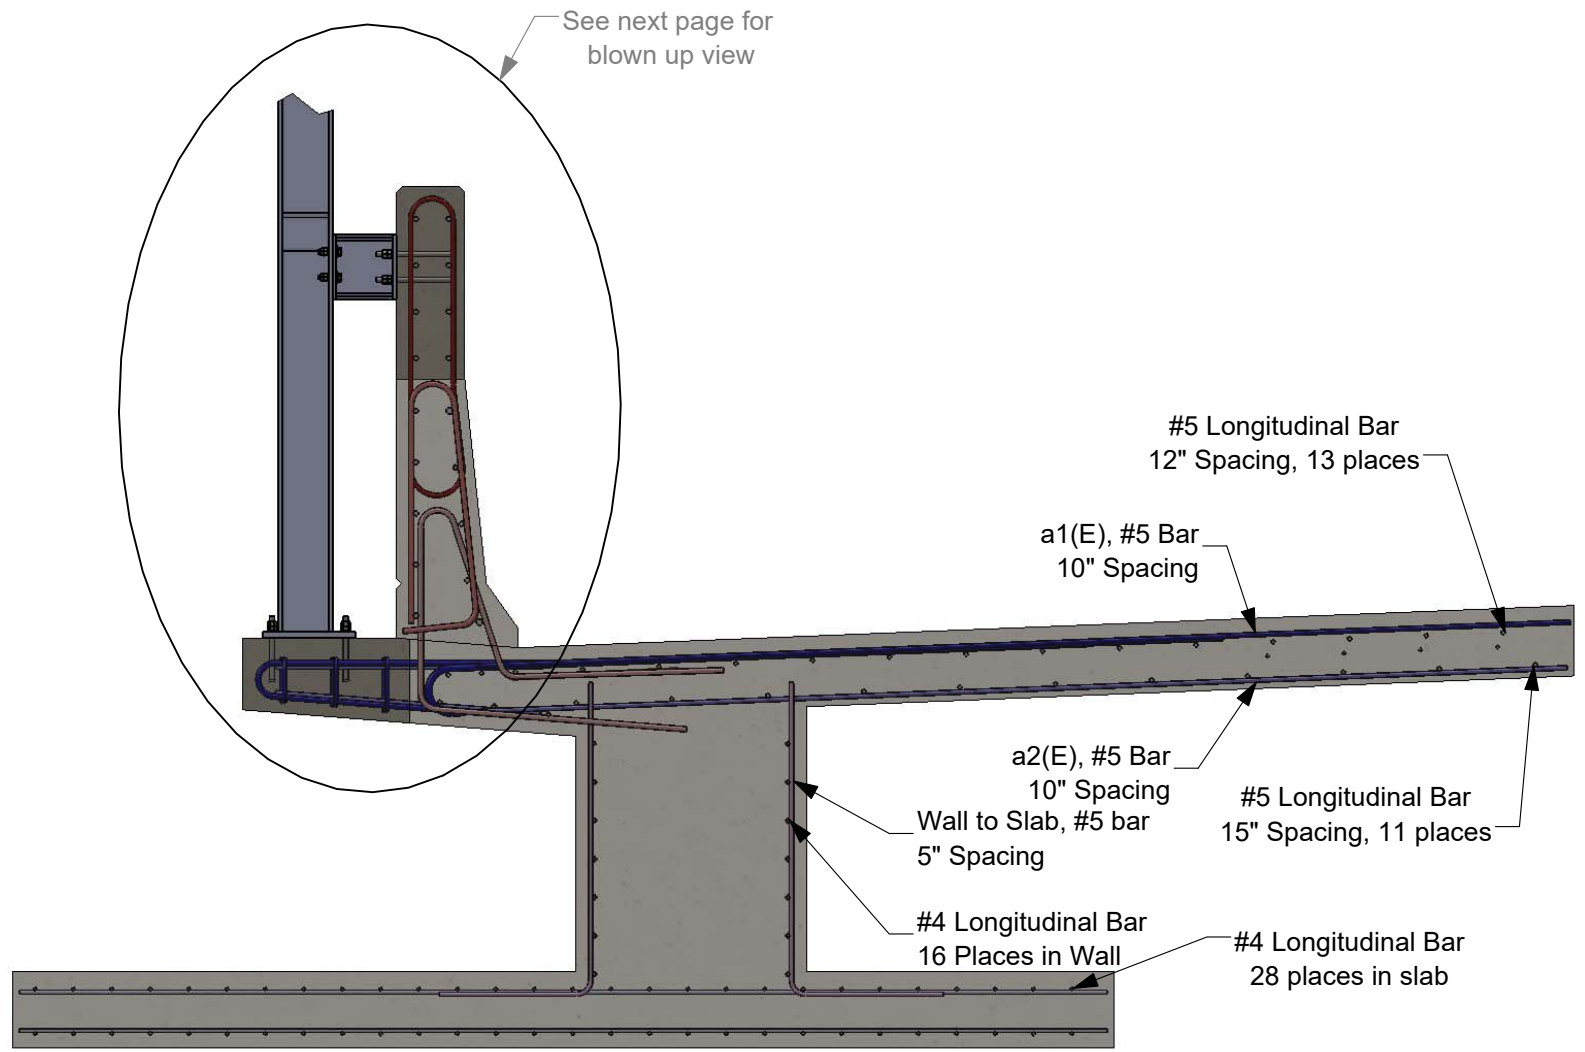 See next page for
blown up view
#5 Longitudinal Bar
12" Spacing, 13 places
a1(E), #5 Bar
10" Spacing
a2(E), #5 Bar
10" Spacing
#5 Longitudinal Bar
15" Spacing, 11 places
Wall to Slab, #5 bar
5" Spacing
#4 Longitudinal Bar
16 Places in Wall
#4 Longitudinal Bar
28 places in slab